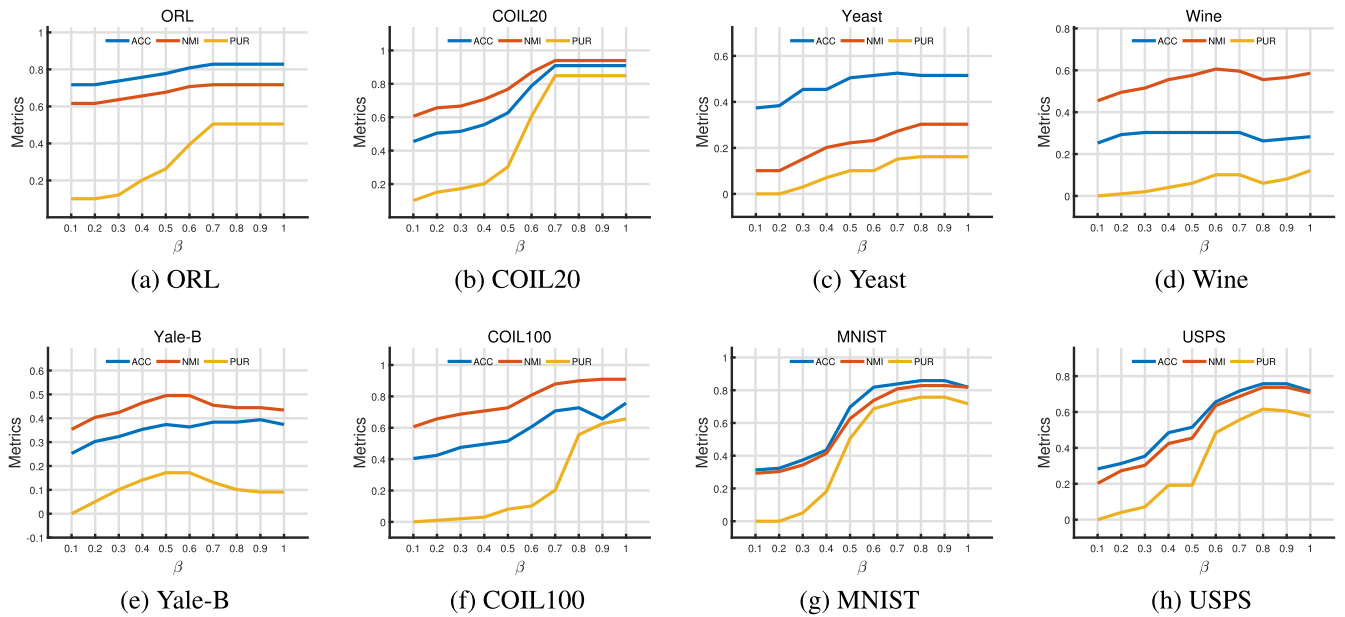 ORL
ACC NMI PUR
Metrics
1
0.8
0.6
0.4
0.2
0.1 0.2 0.3 0.4 0.5 0.6 0.7 0.8 0.9 1
β
(a) ORL
COIL20
ACC NMI PUR
Metrics
1
0.8
0.6
0.4
0.2
0.1 0.2 0.3 0.4 0.5 0.6 0.7 0.8 0.9 1
β
(b) COIL20
Yeast
ACC NMI PUR
Metrics
0.6
0.4
0.2
0
0.1 0.2 0.3 0.4 0.5 0.6 0.7 0.8 0.9 1
β
(c) Yeast
Wine
ACC NMI PUR
Metrics
0.8
0.6
0.4
0.2
0
0.1 0.2 0.3 0.4 0.5 0.6 0.7 0.8 0.9 1
β
(d) Wine
Yale-B
ACC NMI PUR
Metrics
0.6
0.5
0.4
0.3
0.2
0.1
0
-0.1
0.1 0.2 0.3 0.4 0.5 0.6 0.7 0.8 0.9 1
β
(e) Yale-B
COIL100
ACC NMI PUR
Metrics
1
0.8
0.6
0.4
0.2
0
0.1 0.2 0.3 0.4 0.5 0.6 0.7 0.8 0.9 1
β
(f) COIL100
MNIST
ACC NMI PUR
Metrics
1
0.8
0.6
0.4
0.2
0
0.1 0.2 0.3 0.4 0.5 0.6 0.7 0.8 0.9 1
β
(g) MNIST
USPS
ACC NMI PUR
Metrics
0.8
0.6
0.4
0.2
0
0.1 0.2 0.3 0.4 0.5 0.6 0.7 0.8 0.9 1
β
(h) USPS